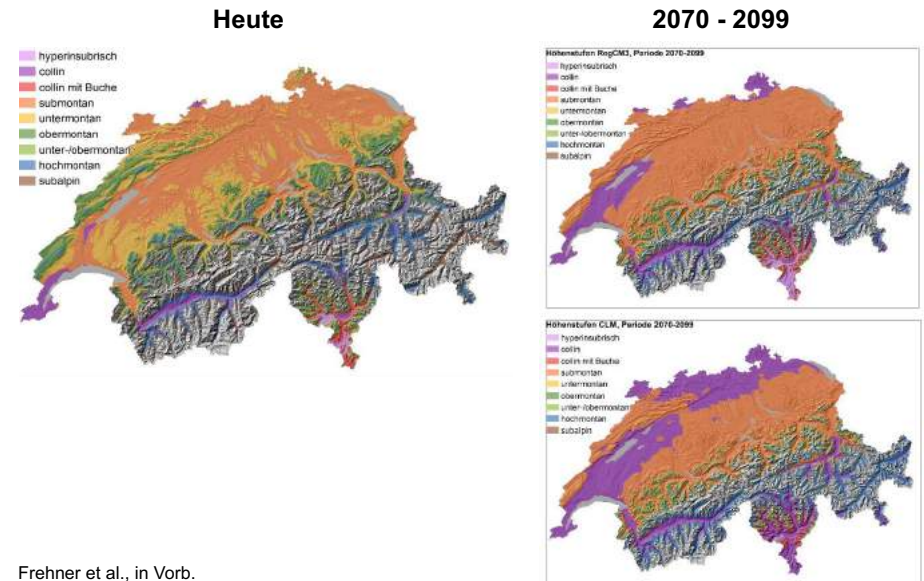 Heute
hyperinsubrisch
collin
collin mit Buche
submontan
untermontan
obermontan
unter-/obermontan
hochmontan
subalpin
2070 - 2099
Höhenstufen RegCM3, Periode 2070-2099
hyperinsubrisch
collin
collin mit Buche
submontan
untermontan
obermontan
unter-/obermontan
hochmontan
subalpin
Höhenstufen CLM, Periode 2070-2099
hyperinsubrisch
collin
collin mit Buche
submontan
untermontan
obermontan
unter-/obermontan
hochmontan
subalpin
Frehner et al., in Vorb.